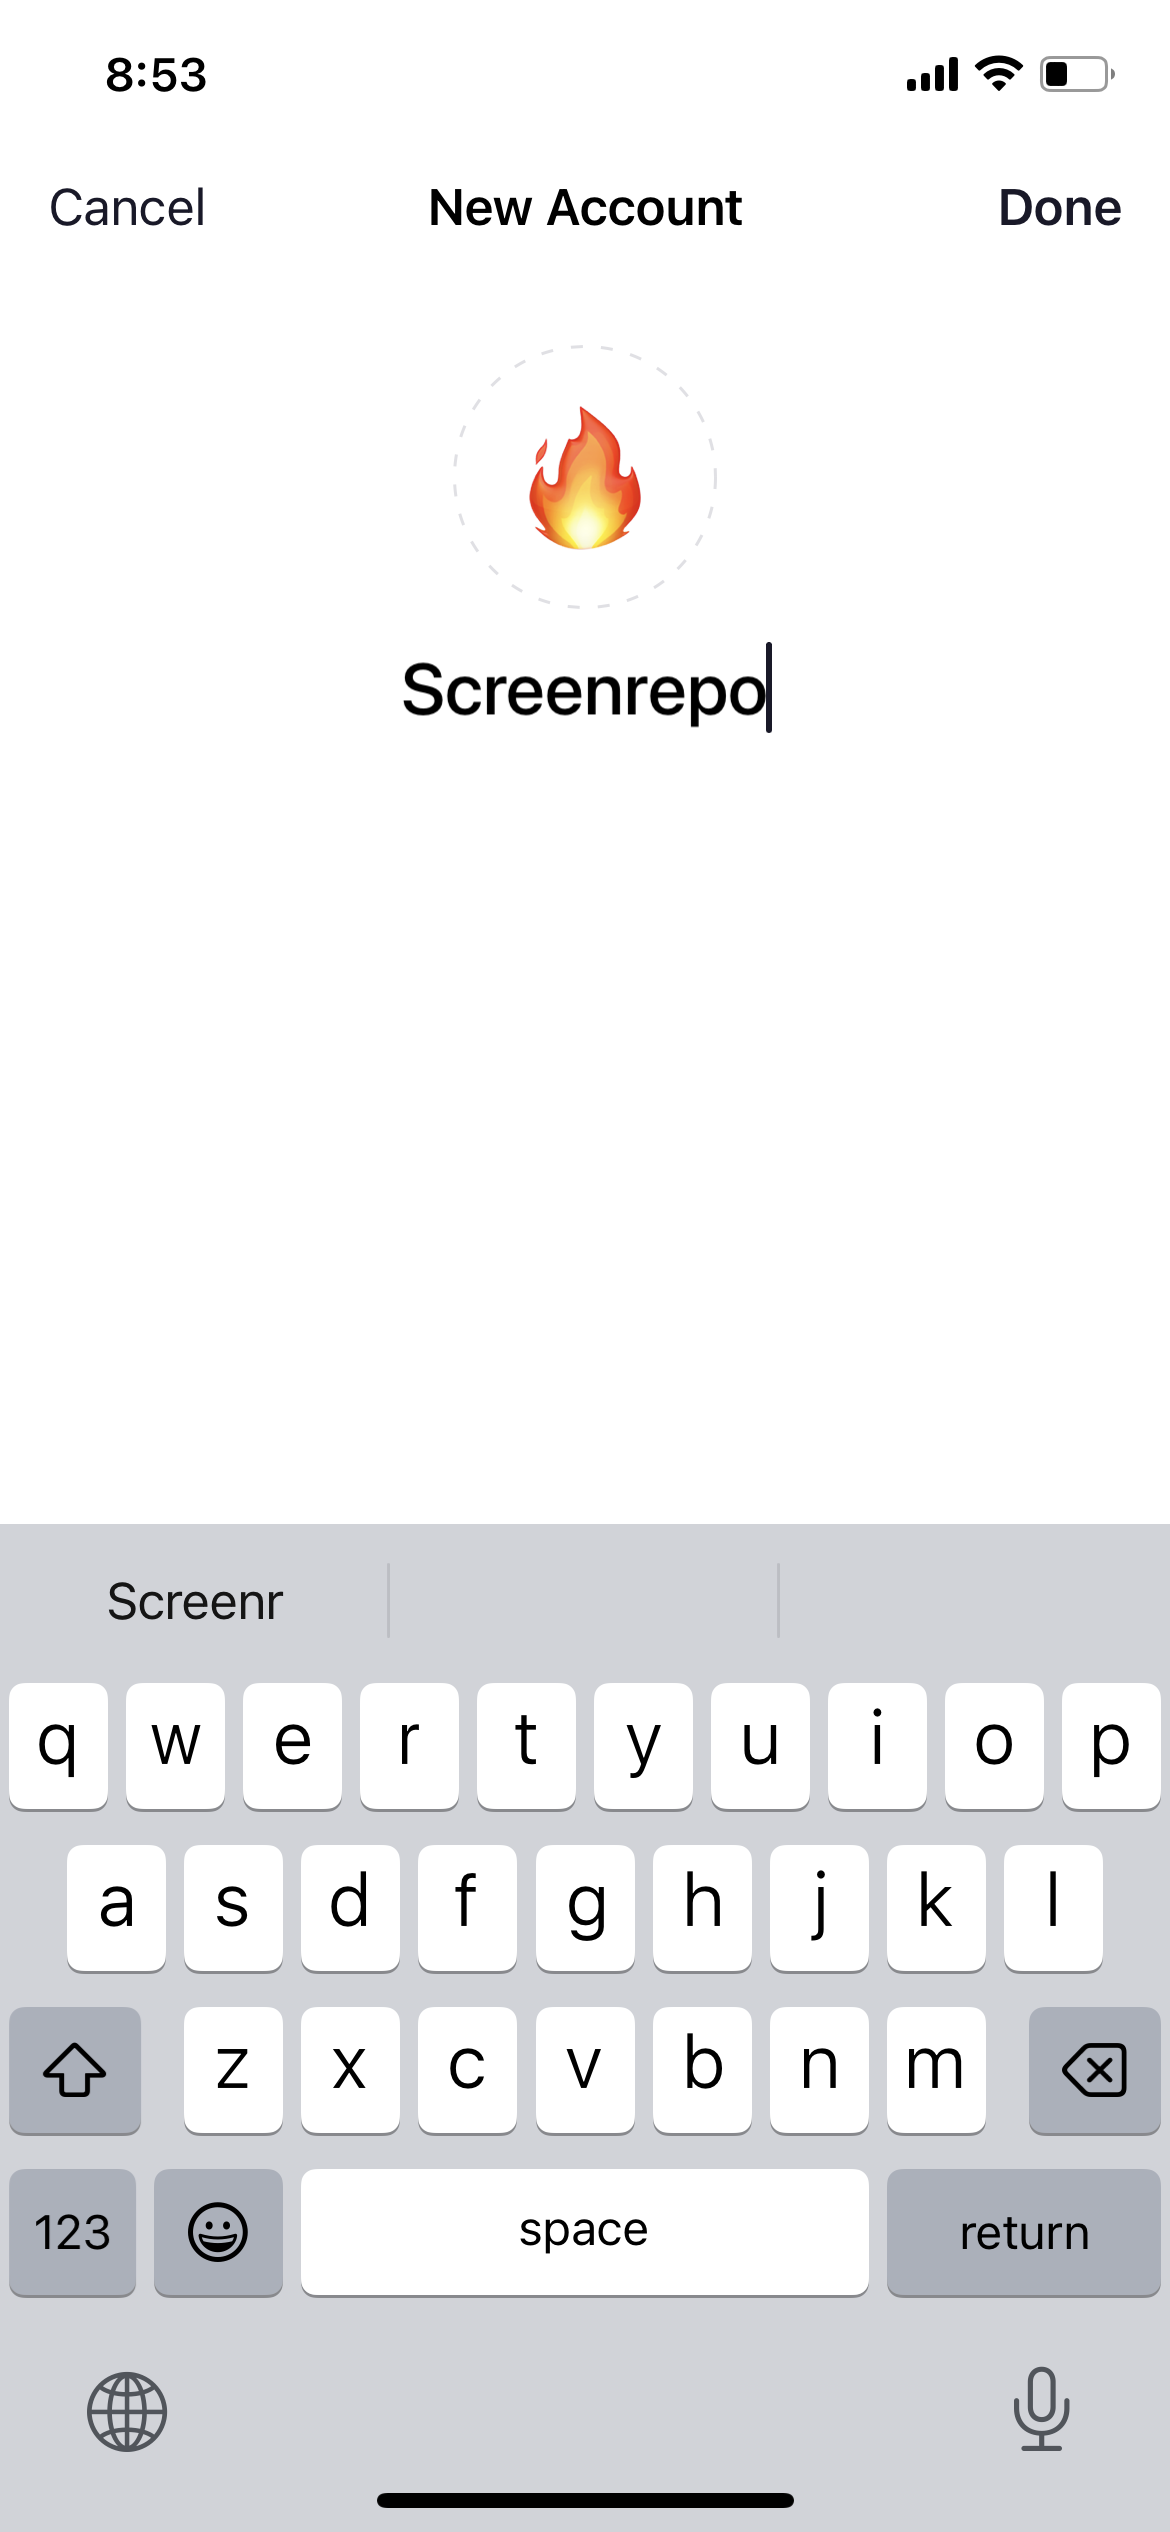 8:53
Cancel New Account Done
Screenrepo
Screenr
q w e r t y u i o p
a s d f g h j k l
z x c v b n m
123 space return